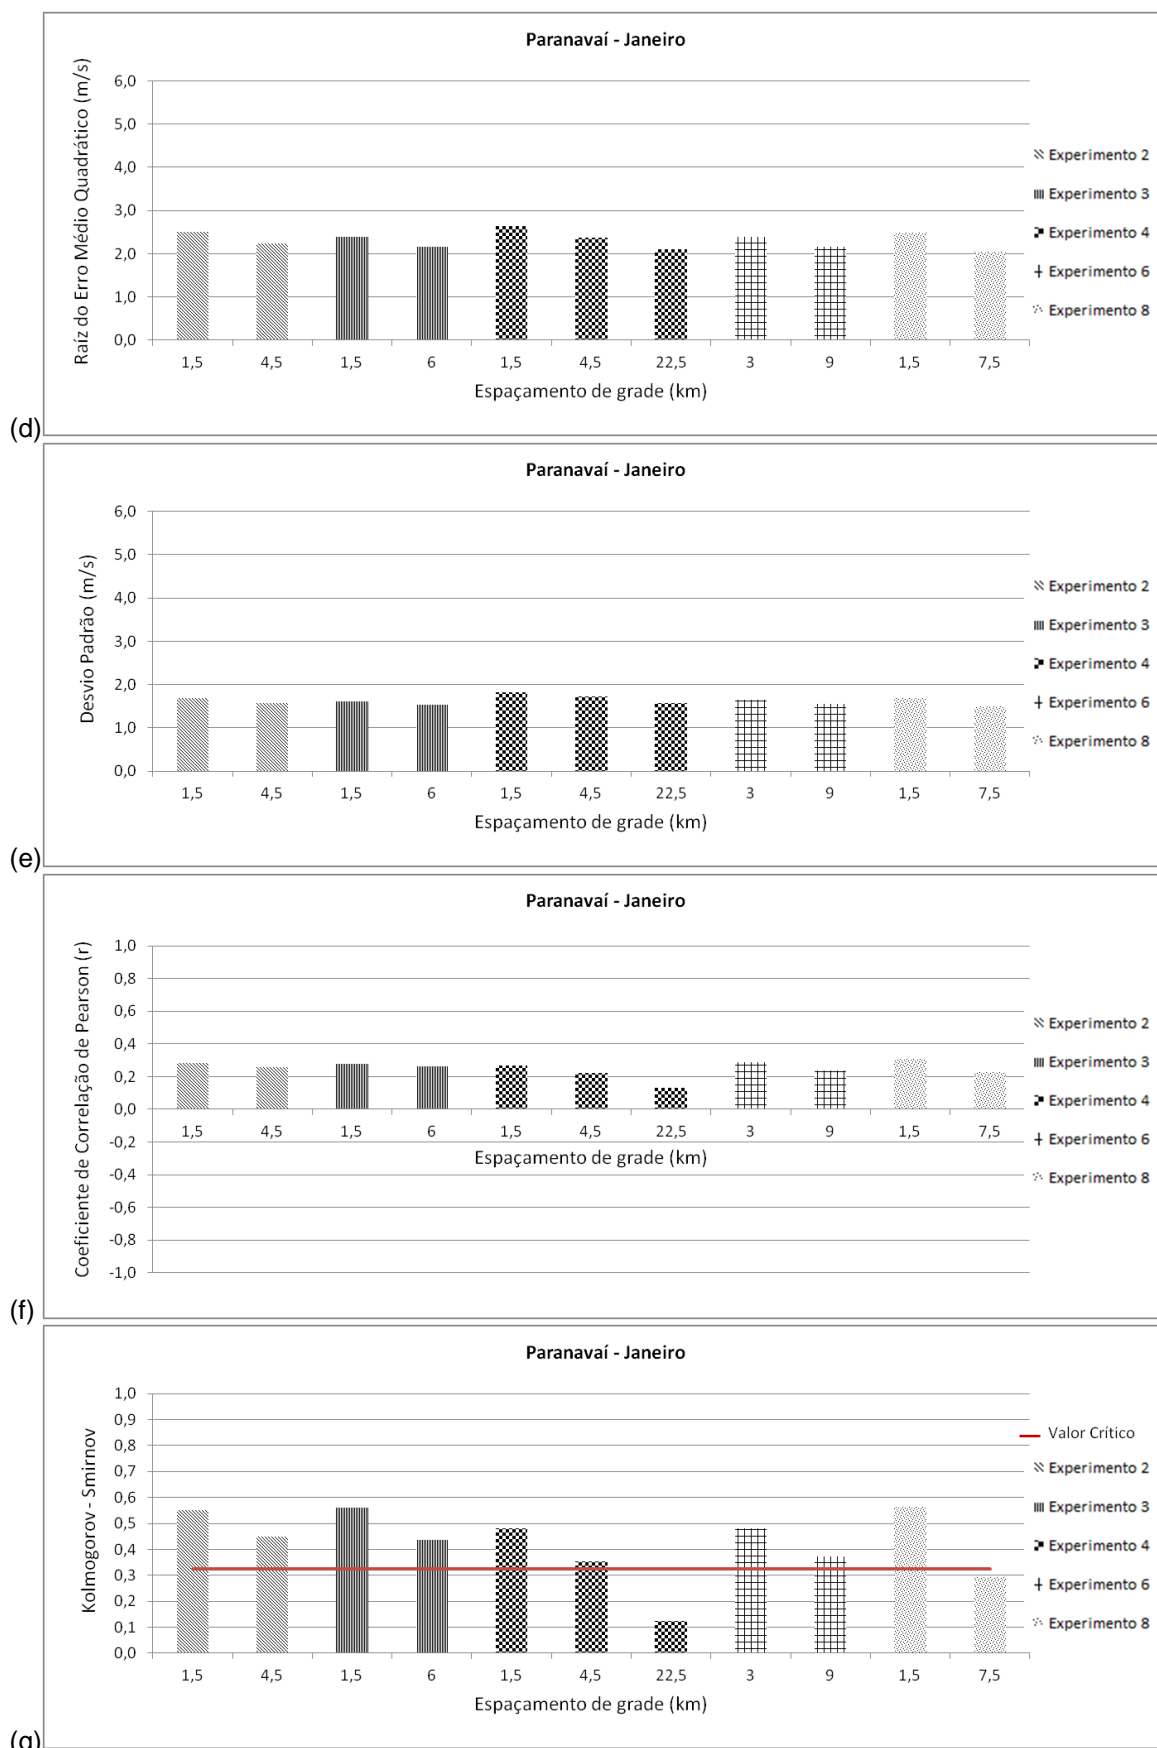 Paranavaí - Janeiro
Raíz do Erro Médio Quadrático (m/s)
6,0
5,0
4,0
3,0
2,0
1,0
0,0
1,5 4,5 1,5 6 1,5 4,5 22,5 3 9 1,5 7,5
Espaçamento de grade (km)
Experimento 2
Experimento 3
Experimento 4
Experimento 6
Experimento 8
(d)
Paranavaí - Janeiro
Desvio Padrão (m/s)
6,0
5,0
4,0
3,0
2,0
1,0
0,0
1,5 4,5 1,5 6 1,5 4,5 22,5 3 9 1,5 7,5
Espaçamento de grade (km)
Experimento 2
Experimento 3
Experimento 4
Experimento 6
Experimento 8
(e)
Paranavaí - Janeiro
Coeficiente de Correlação de Pearson (r)
1,0
0,8
0,6
0,4
0,2
0,0
-0,2
-0,4
-0,6
-0,8
-1,0
1,5 4,5 1,5 6 1,5 4,5 22,5 3 9 1,5 7,5
Espaçamento de grade (km)
Experimento 2
Experimento 3
Experimento 4
Experimento 6
Experimento 8
(f)
Paranavaí - Janeiro
Kolmogorov - Smirnov
1,0
0,9
0,8
0,7
0,6
0,5
0,4
0,3
0,2
0,1
0,0
1,5 4,5 1,5 6 1,5 4,5 22,5 3 9 1,5 7,5
Espaçamento de grade (km)
Valor Crítico
Experimento 2
Experimento 3
Experimento 4
Experimento 6
Experimento 8
(g)